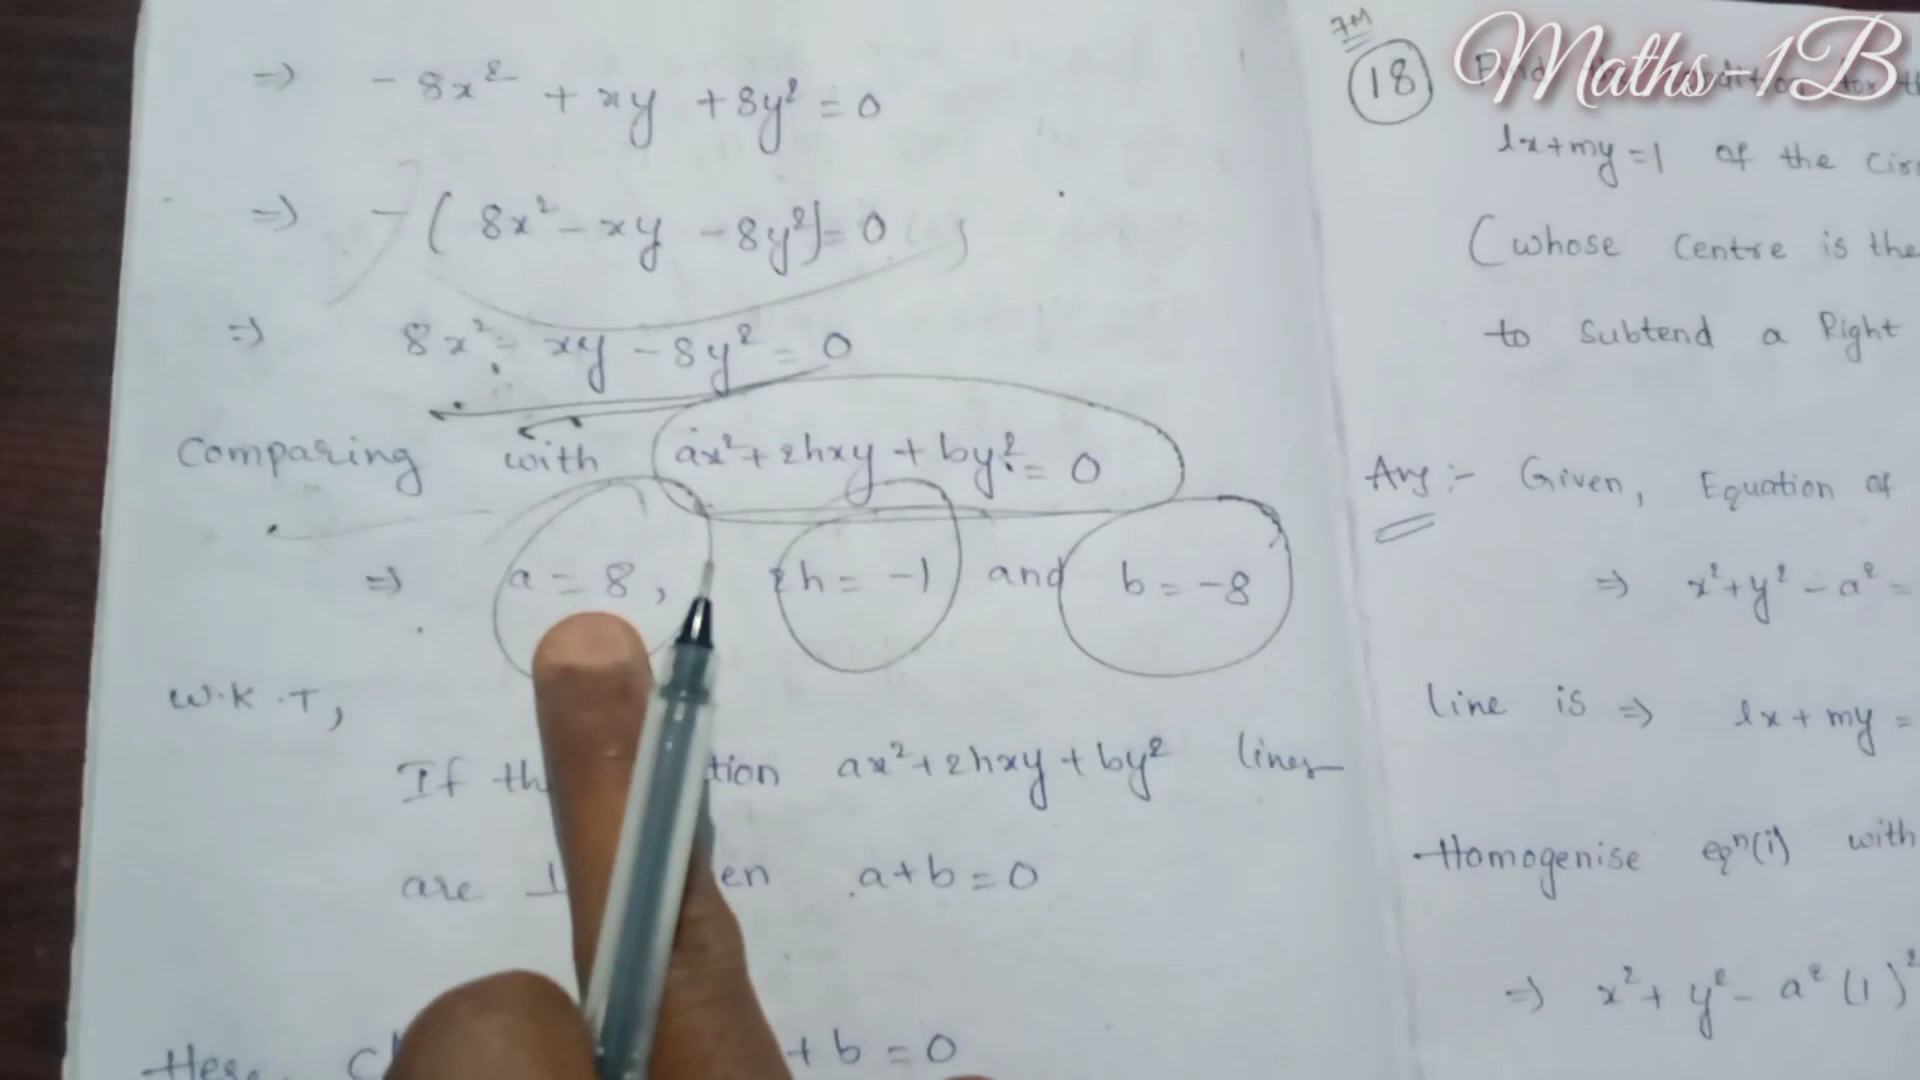 ⇒ - 8x² + xy + 8y² = 0
⇒ - ( 8x² - xy - 8y²) = 0
⇒ 8x² - xy - 8y² = 0
Comparing with ax² + 2hxy + by² = 0
⇒ a = 8, 2h = -1 and b = -8
W.K.T,
If th tion ax² + 2hxy + by² lines
are ⊥ en a+b=0
Here, + b = 0
Maths-1B
7M
18 Find
lx+my=1 of the cir
(whose Centre is the
to Subtend a Right
Ans:- Given, Equation of
⇒ x²+y²-a² =
line is ⇒ lx + my =
Homogenise eqⁿ(i) with
⇒ x² + y² - a² (1)²